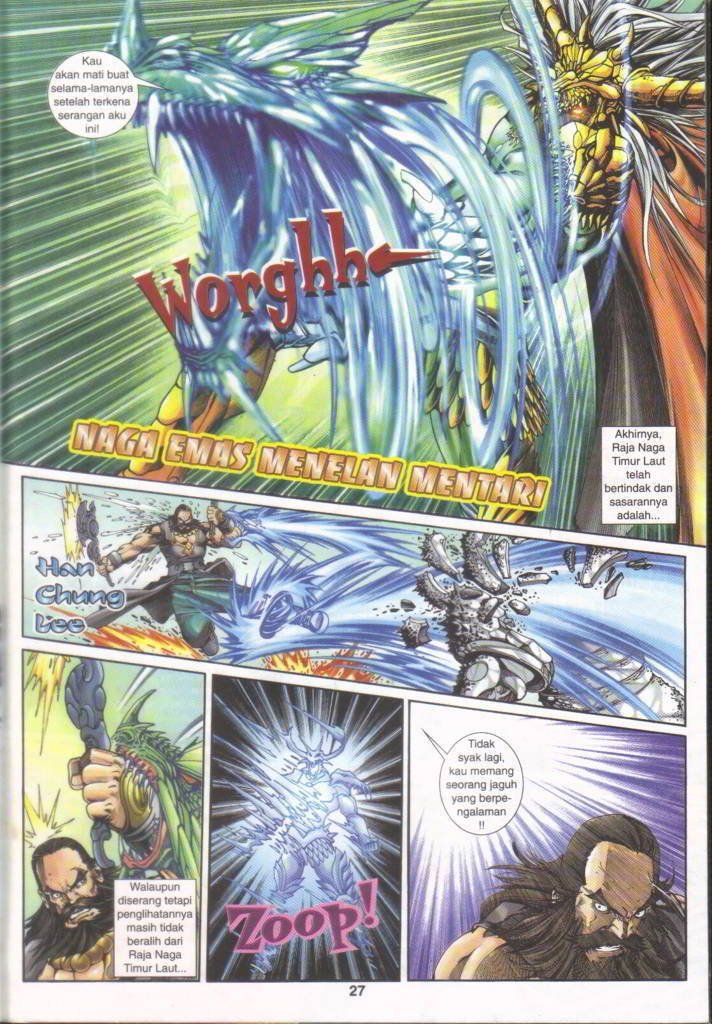 Kau
akan mati buat
selama-lamanya
setelah terkena
serangan aku
ini!
Worghh
NAGA EMAS MENELAN MENTARI
Akhirnya,
Raja Naga
Timur Laut
telah
bertindak dan
sasarannya
adalah...
Han
Chung
Lee
Walaupun
diserang tetapi
penglihatannya
masih tidak
beralih dari
Raja Naga
Timur Laut...
Zoop!
Tidak
syak lagi,
kau memang
seorang jaguh
yang berpe-
ngalaman
!!
27